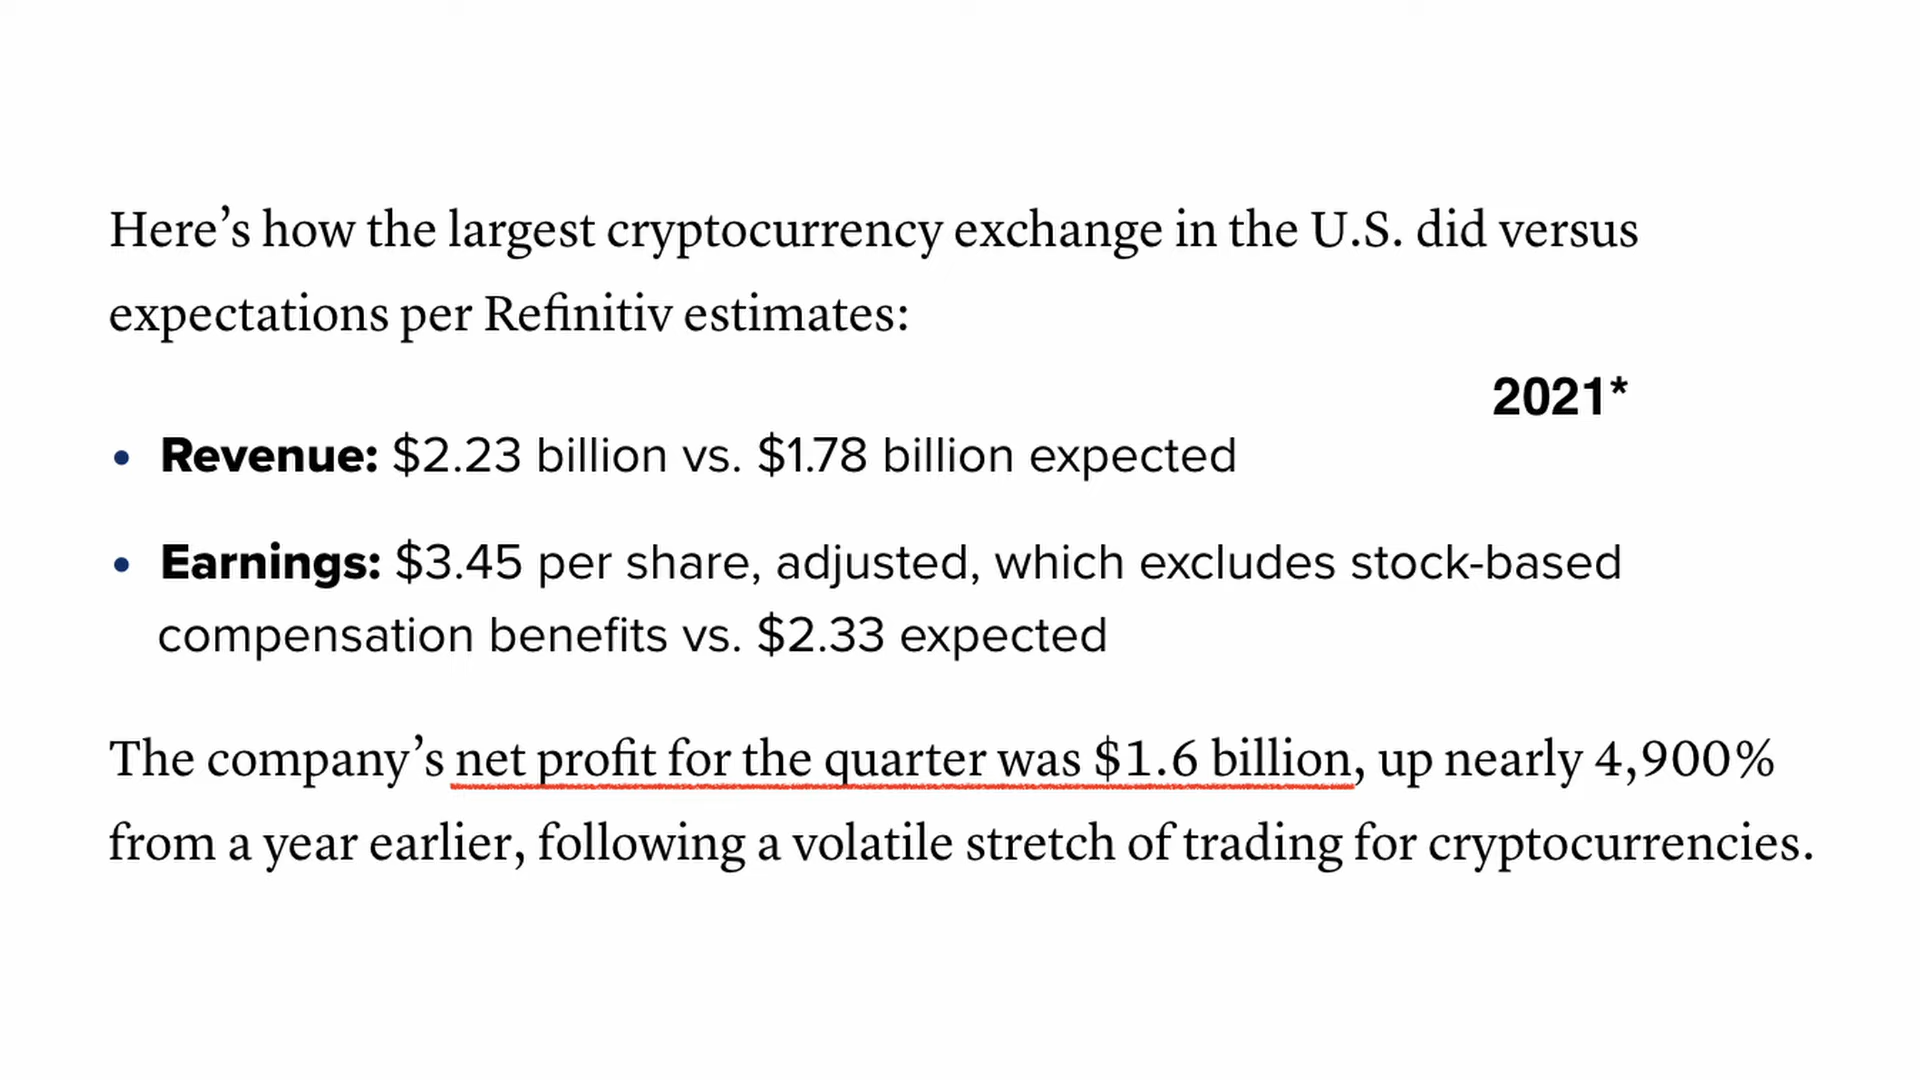 Here’s how the largest cryptocurrency exchange in the U.S. did versus
expectations per Refinitiv estimates:
2021*
• Revenue: $2.23 billion vs. $1.78 billion expected
• Earnings: $3.45 per share, adjusted, which excludes stock-based
compensation benefits vs. $2.33 expected
The company’s net profit for the quarter was $1.6 billion, up nearly 4,900%
from a year earlier, following a volatile stretch of trading for cryptocurrencies.